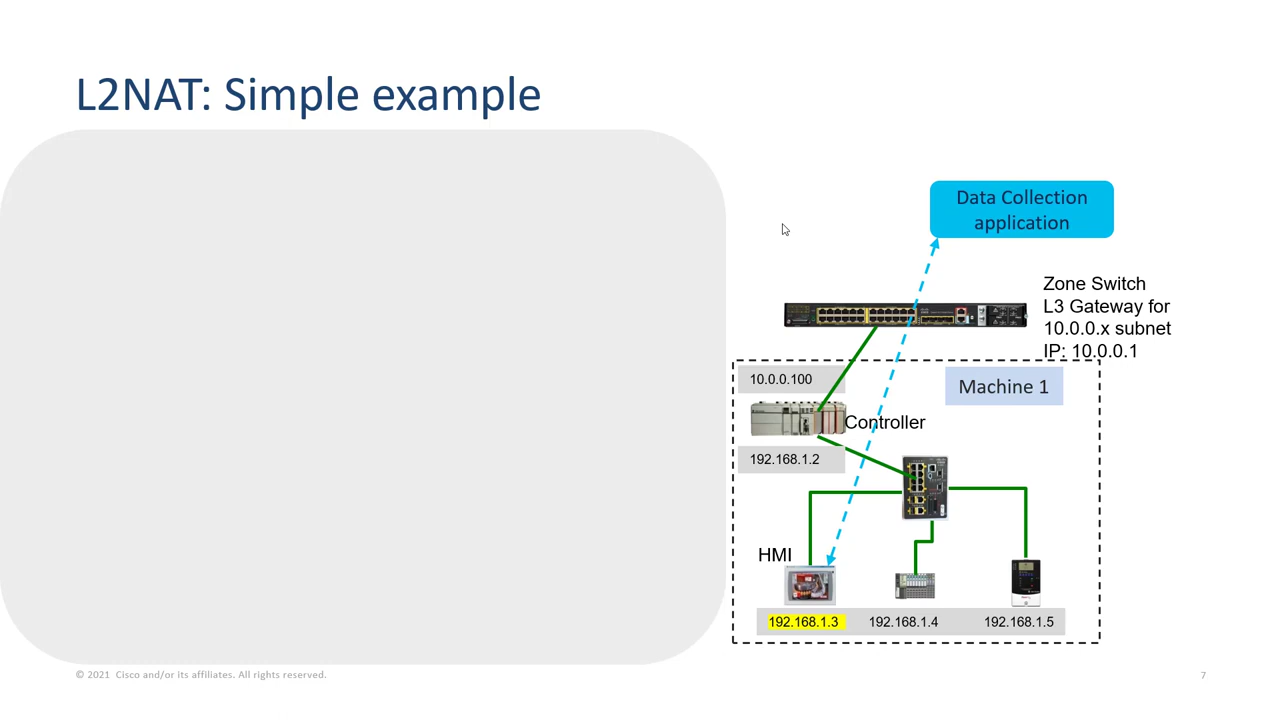 L2NAT: Simple example
Data Collection
application
Zone Switch
L3 Gateway for
10.0.0.x subnet
IP: 10.0.0.1
10.0.0.100
Machine 1
Controller
192.168.1.2
HMI
192.168.1.3
192.168.1.4
192.168.1.5
© 2021 Cisco and/or its affiliates. All rights reserved.
7